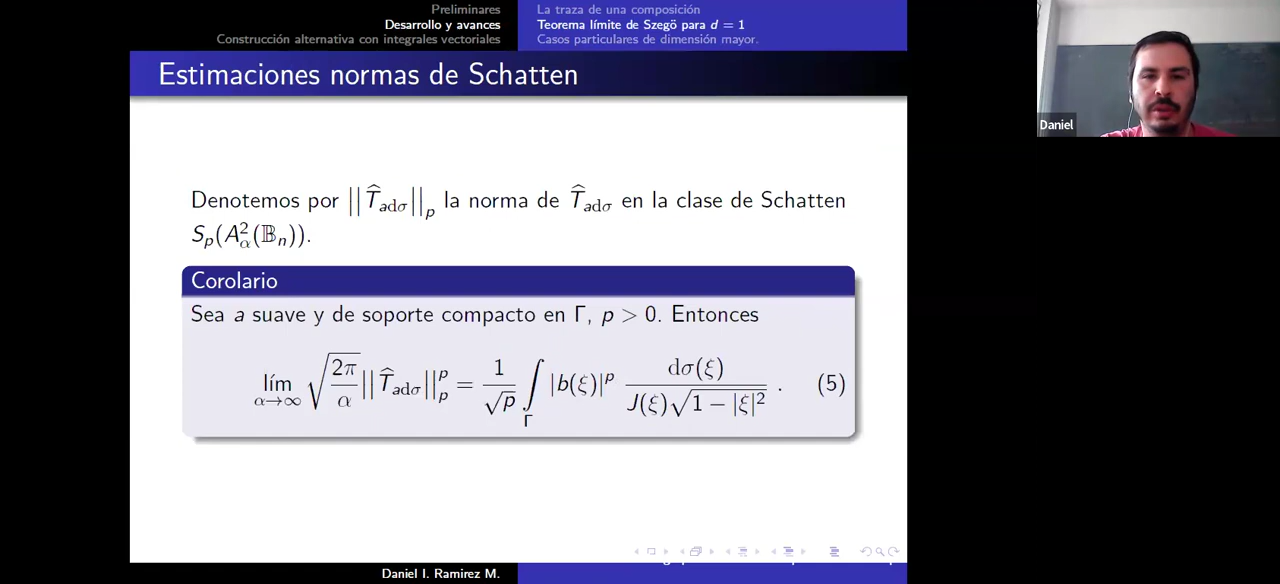 Preliminares
Desarrollo y avances
Construcción alternativa con integrales vectoriales
La traza de una composición
Teorema límite de Szegö para d = 1
Casos particulares de dimensión mayor.
Estimaciones normas de Schatten
Daniel
Denotemos por ||T̂_{adσ}||_p la norma de T̂_{adσ} en la clase de Schatten
S_p(A²_α(𝔹_n)).
Corolario
Sea a suave y de soporte compacto en Γ, p > 0. Entonces
lím_{α→∞} √(2π/α) ||T̂_{adσ}||_p^p = 1/√p ∫_Γ |b(ξ)|^p dσ(ξ)/(J(ξ)√(1 − |ξ|²)) . (5)
Daniel I. Ramirez M.